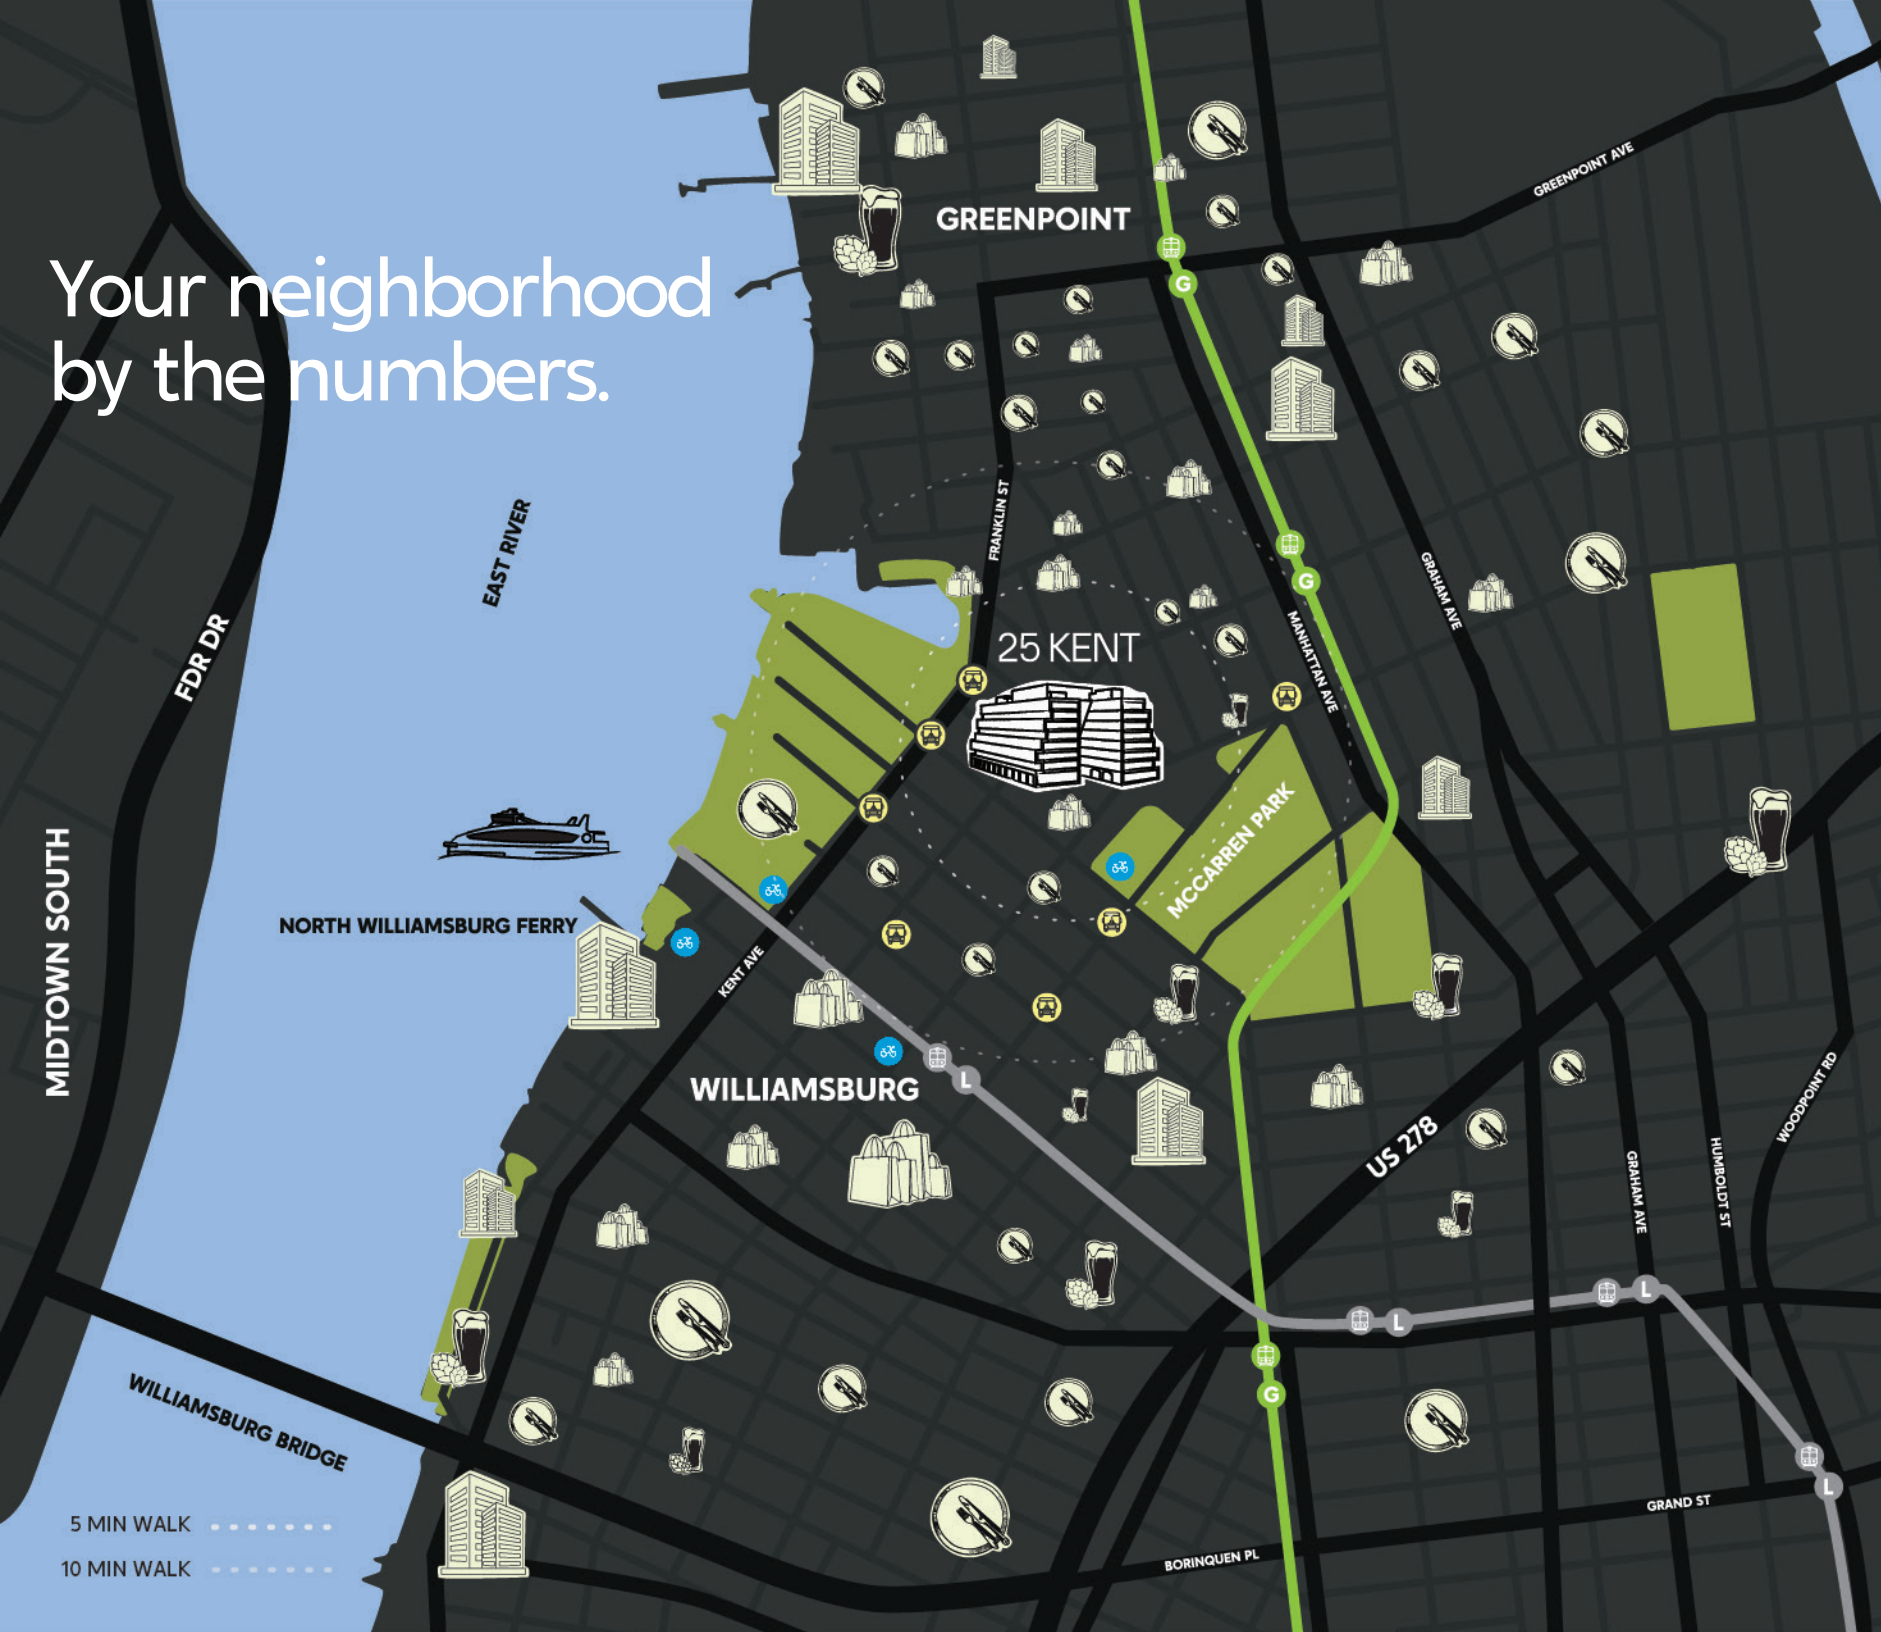 GREENPOINT AVE
GREENPOINT
Your neighborhood
by the numbers.
G
FRANKLIN ST
EAST RIVER
G
GRAHAM AVE
FDR DR
25 KENT
MANHATTAN AVE
MCCARREN PARK
MIDTOWN SOUTH
NORTH WILLIAMSBURG FERRY
KENT AVE
WILLIAMSBURG
L
US 278
WOODPOINT RD
GRAHAM AVE
HUMBOLDT ST
L
L
G
WILLIAMSBURG BRIDGE
L
GRAND ST
5 MIN WALK
BORINQUEN PL
10 MIN WALK